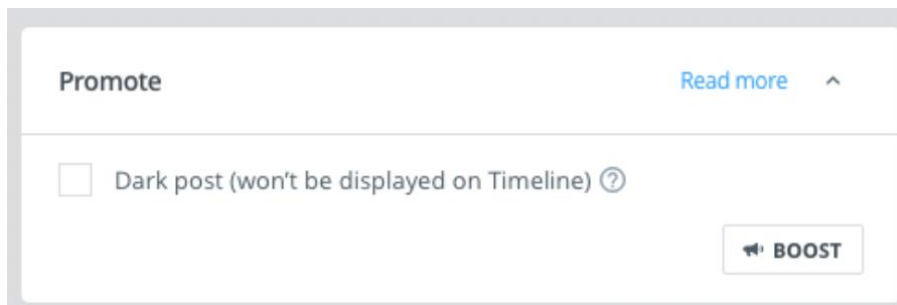 Promote
Read more
Dark post (won't be displayed on Timeline) ?
BOOST